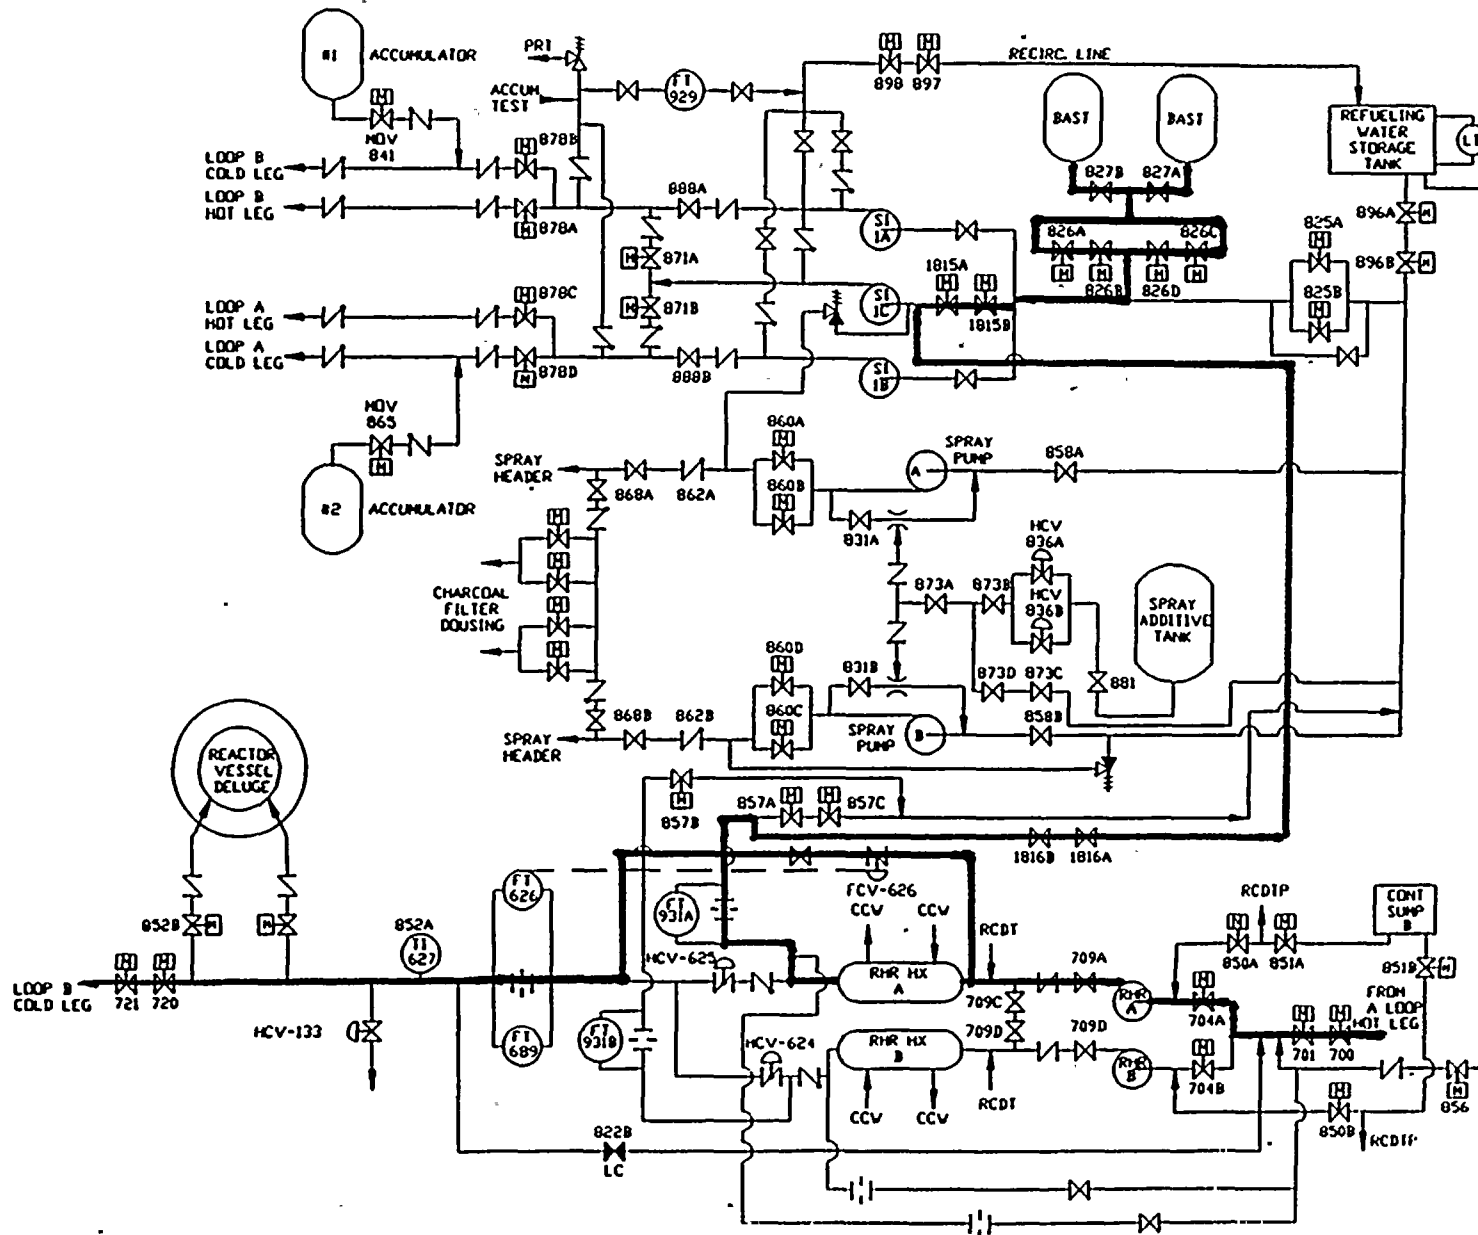 #1
ACCUMULATOR
MOV
841
PRT
ACCUM
TEST
FT
929
898
897
RECIRC. LINE
BAST
BAST
REFUELING
WATER
STORAGE
TANK
827B
827A
LOOP B
COLD LEG
LOOP B
HOT LEG
878B
878A
888A
SI
1A
826A
826C
826B
826D
825A
825B
896A
896B
871A
871B
1815A
1815B
SI
1C
LOOP A
HOT LEG
LOOP A
COLD LEG
878C
878D
888B
SI
1B
MOV
865
#2
ACCUMULATOR
SPRAY
HEADER
868A
862A
860A
860B
A
SPRAY
PUMP
858A
831A
CHARCOAL
FILTER
DOUSING
873A
873B
HCV
836A
HCV
836B
SPRAY
ADDITIVE
TANK
873D
873C
881
860D
860C
831B
SPRAY
HEADER
868B
862B
SPRAY
PUMP
B
858B
REACTOR
VESSEL
DELUGE
857B
857A
857C
1816B
1816A
852B
852A
TI
627
FT
626
FT
689
FT
931A
FCV-626
CCW
CCW
RCDT
RCDTP
CONT
SUMP
B
850A
851A
851B
LOOP B
COLD LEG
721
720
HCV-133
HCV-625
RHR HX
A
709A
709C
709D
709D
RHR
A
704A
FROM
A LOOP
HOT LEG
701
700
FT
931B
HCV-624
RHR HX
B
CCW
CCW
RCDT
RHR
B
704B
850B
RCDTP
856
822B
LC